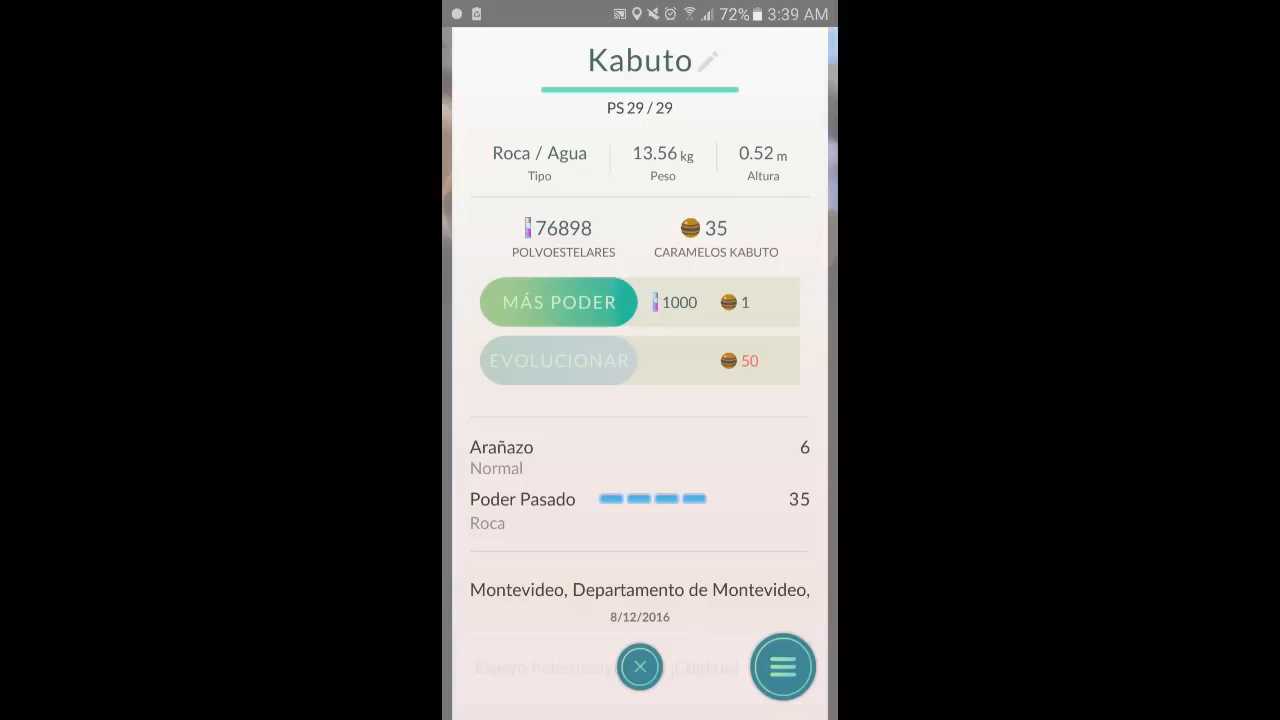 72% 3:39 AM
Kabuto
PS 29 / 29
Roca / Agua 13.56 kg 0.52 m
Tipo Peso Altura
76898 35
POLVOESTELARES CARAMELOS KABUTO
MÁS PODER 1000 1
EVOLUCIONAR 50
Arañazo 6
Normal
Poder Pasado 35
Roca
Montevideo, Departamento de Montevideo,
8/12/2016